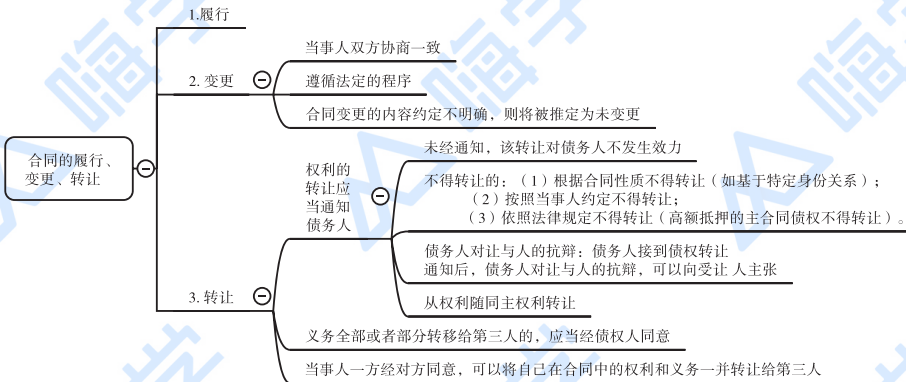 1.履行
当事人双方协商一致
2. 变更
遵循法定的程序
合同变更的内容约定不明确，则将被推定为未变更
合同的履行、
变更、转让
未经通知，该转让对债务人不发生效力
权利的
转让应
当通知
债务人
不得转让的：（1）根据合同性质不得转让（如基于特定身份关系）；
（2）按照当事人约定不得转让；
（3）依照法律规定不得转让（高额抵押的主合同债权不得转让）。
债务人对让与人的抗辩：债务人接到债权转让
通知后，债务人对让与人的抗辩，可以向受让 人主张
从权利随同主权利转让
3. 转让
义务全部或者部分转移给第三人的，应当经债权人同意
当事人一方经对方同意，可以将自己在合同中的权利和义务一并转让给第三人